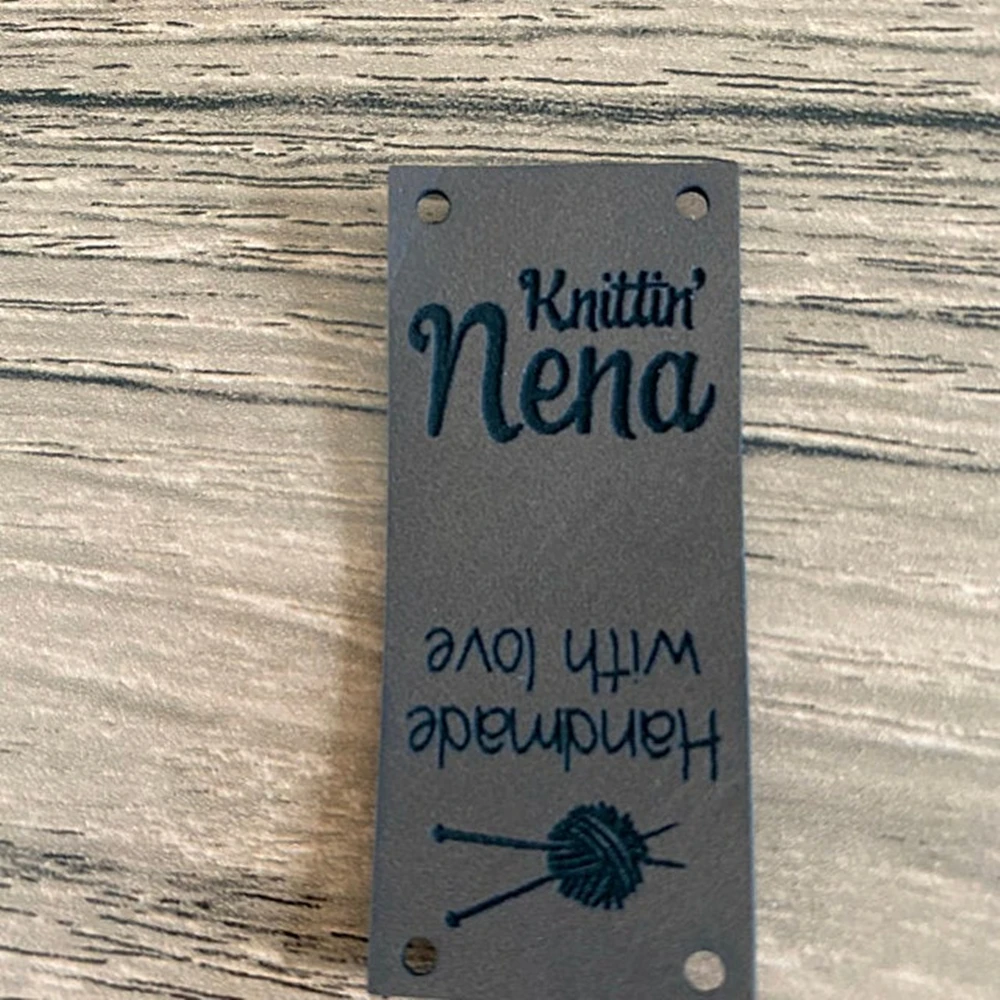 Knittin'
Nena
Handmade
with love